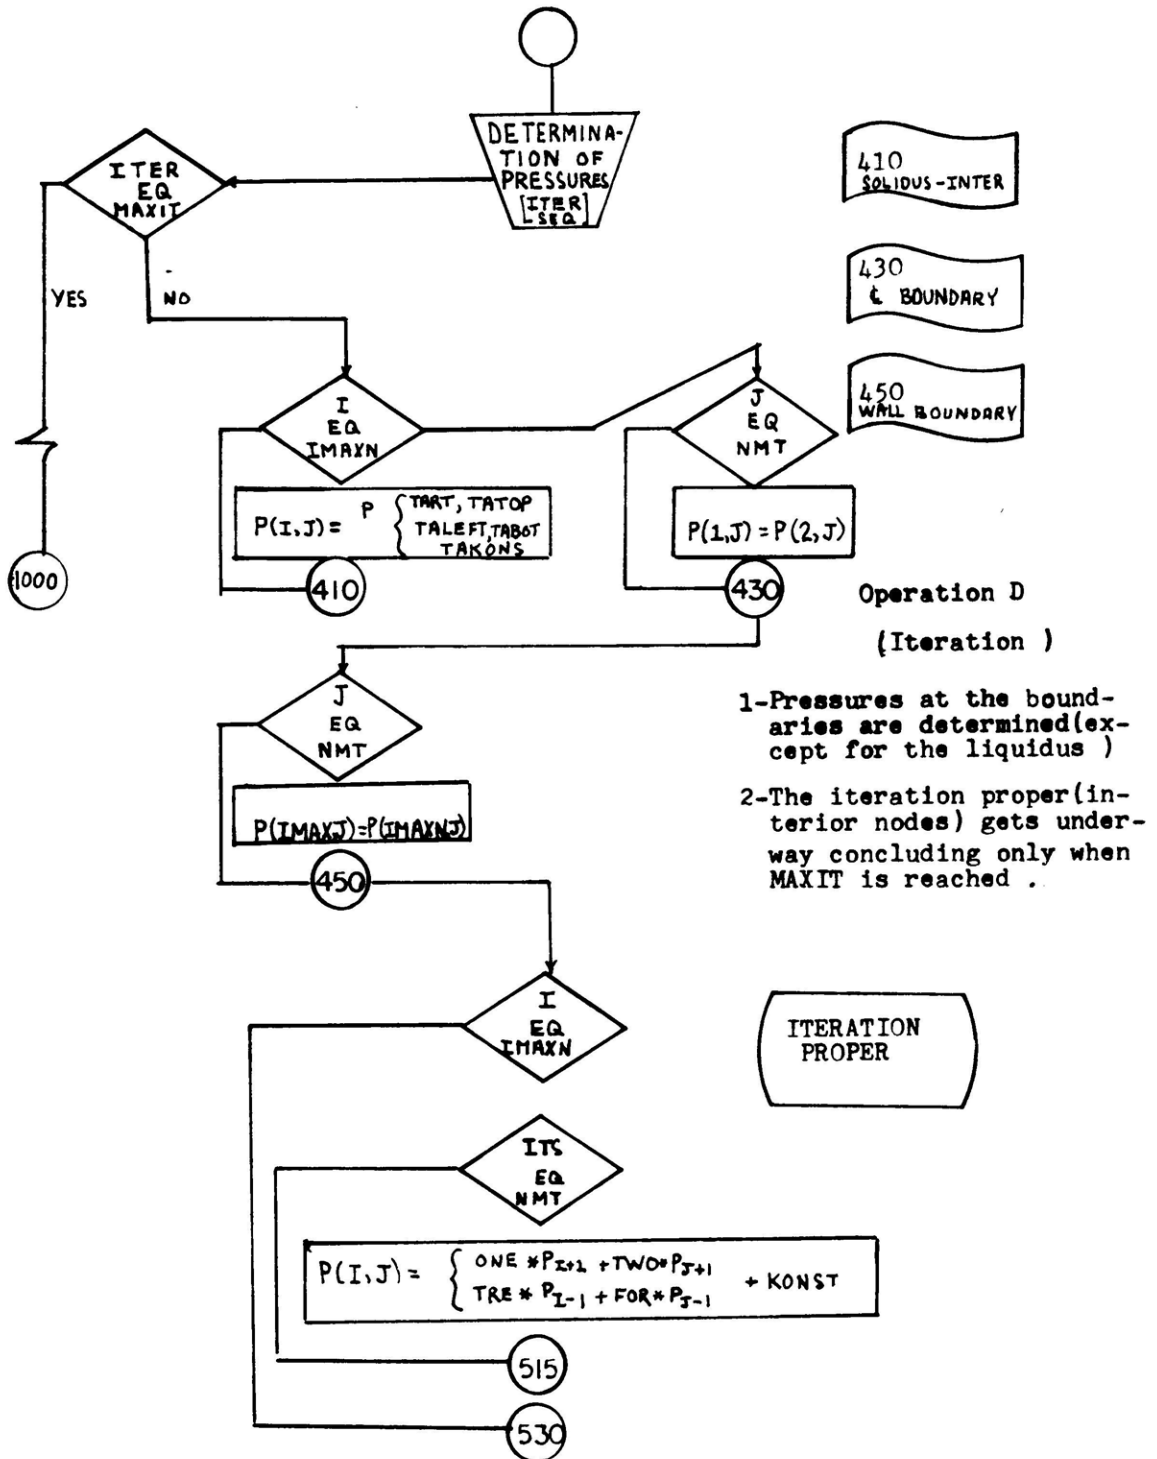 DETERMINA-
TION OF
PRESSURES
[ITER
SEQ]
ITER
EQ
MAXIT
YES
NO
410
SOLIDUS-INTER
430
℄ BOUNDARY
450
WALL BOUNDARY
I
EQ
IMAXN
J
EQ
NMT
P(I,J) = P { TART, TATOP
TALEFT, TABOT
TAKONS
P(1,J) = P(2,J)
1000
410
430
Operation D
(Iteration )
J
EQ
NMT
1-Pressures at the bound-
aries are determined(ex-
cept for the liquidus )
2-The iteration proper(in-
terior nodes) gets under-
way concluding only when
MAXIT is reached .
P(IMAXJ)=P(IMAXNJ)
450
I
EQ
IMAXN
ITERATION
PROPER
ITS
EQ
NMT
P(I,J) = { ONE *P_{I+1} + TWO*P_{J+1}
TRE * P_{I-1} + FOR* P_{J-1} + KONST
515
530